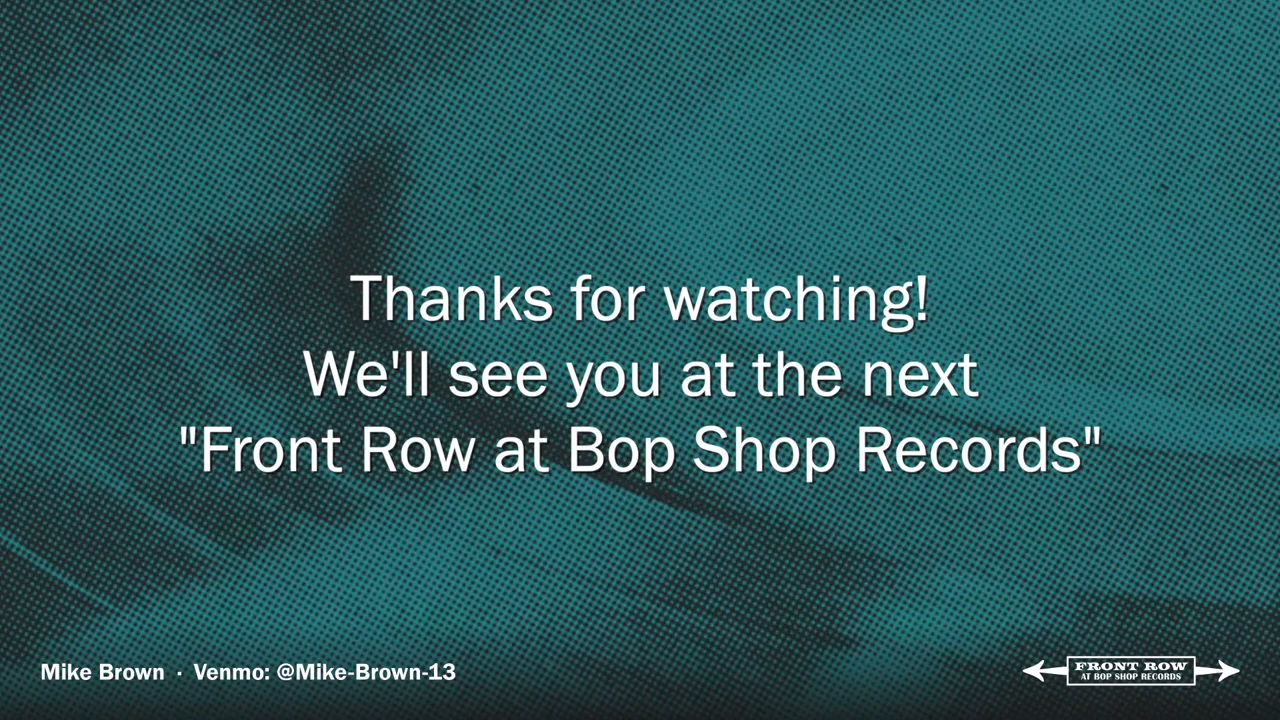 Thanks for watching!
We'll see you at the next
"Front Row at Bop Shop Records"
Mike Brown · Venmo: @Mike-Brown-13
FRONT ROW
AT BOP SHOP RECORDS